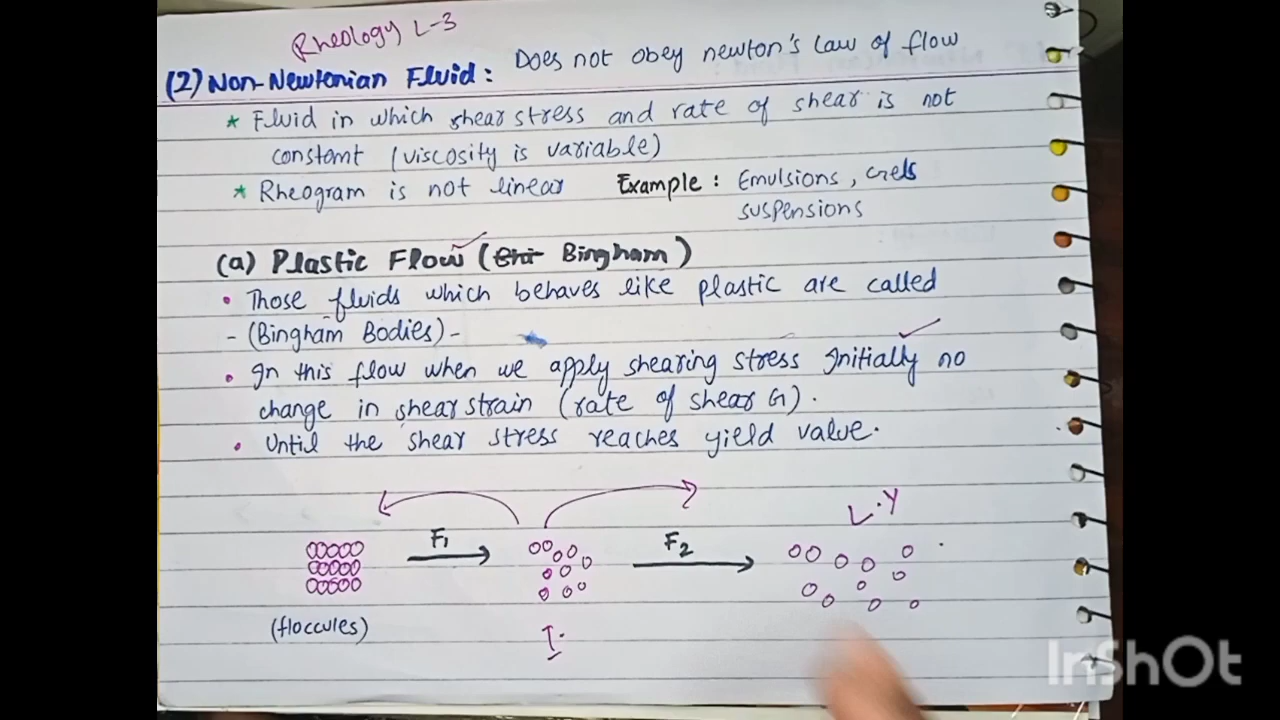 Rheology L-3
(2) Non-Newtonian Fluid: Does not obey newton's law of flow
* Fluid in which shear stress and rate of shear is not
constant (viscosity is variable)
* Rheogram is not linear Example: Emulsions, Gels
suspensions
(a) Plastic Flow ( Bingham)
• Those fluids which behaves like plastic are called
- (Bingham Bodies) -
• In this flow when we apply shearing stress Initially no
change in shear strain (rate of shear G).
• Until the shear stress reaches yield value.
L.Y
F1 F2
(floccules)
I.
InShOt